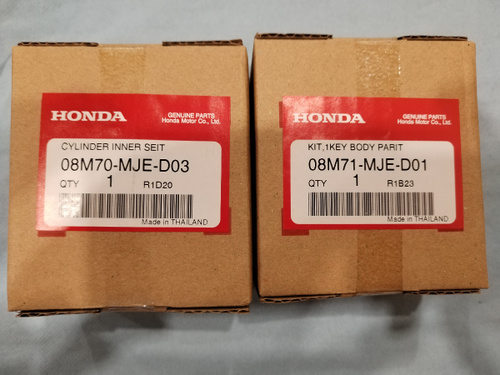 HONDA
GENUINE PARTS
Honda Motor Co., Ltd.
CYLINDER INNER SEIT
08M70-MJE-D03
QTY 1 R1D20
Made in THAILAND
HONDA
GENUINE PARTS
Honda Motor Co., Ltd.
KIT,1KEY BODY PARIT
08M71-MJE-D01
QTY 1 R1B23
Made in THAILAND